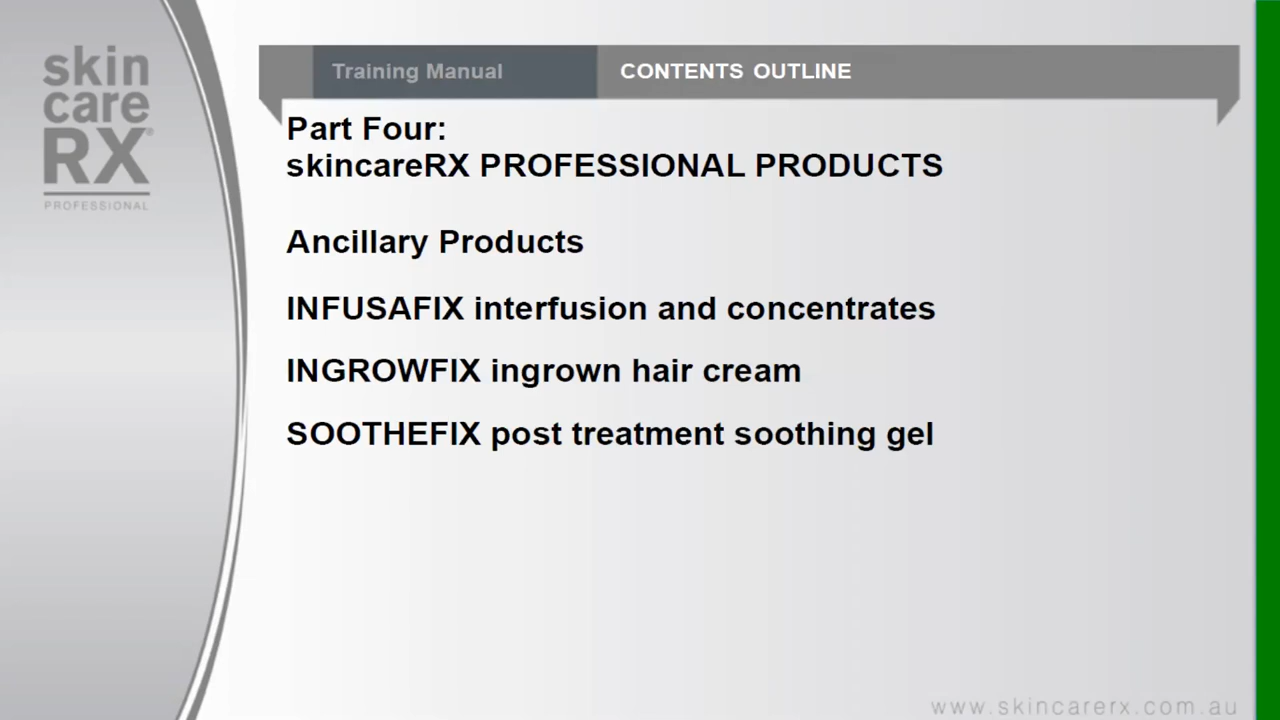 skin
care
RX®
PROFESSIONAL
Training Manual
CONTENTS OUTLINE
Part Four:
skincareRX PROFESSIONAL PRODUCTS
Ancillary Products
INFUSAFIX interfusion and concentrates
INGROWFIX ingrown hair cream
SOOTHEFIX post treatment soothing gel
www.skincarerx.com.au